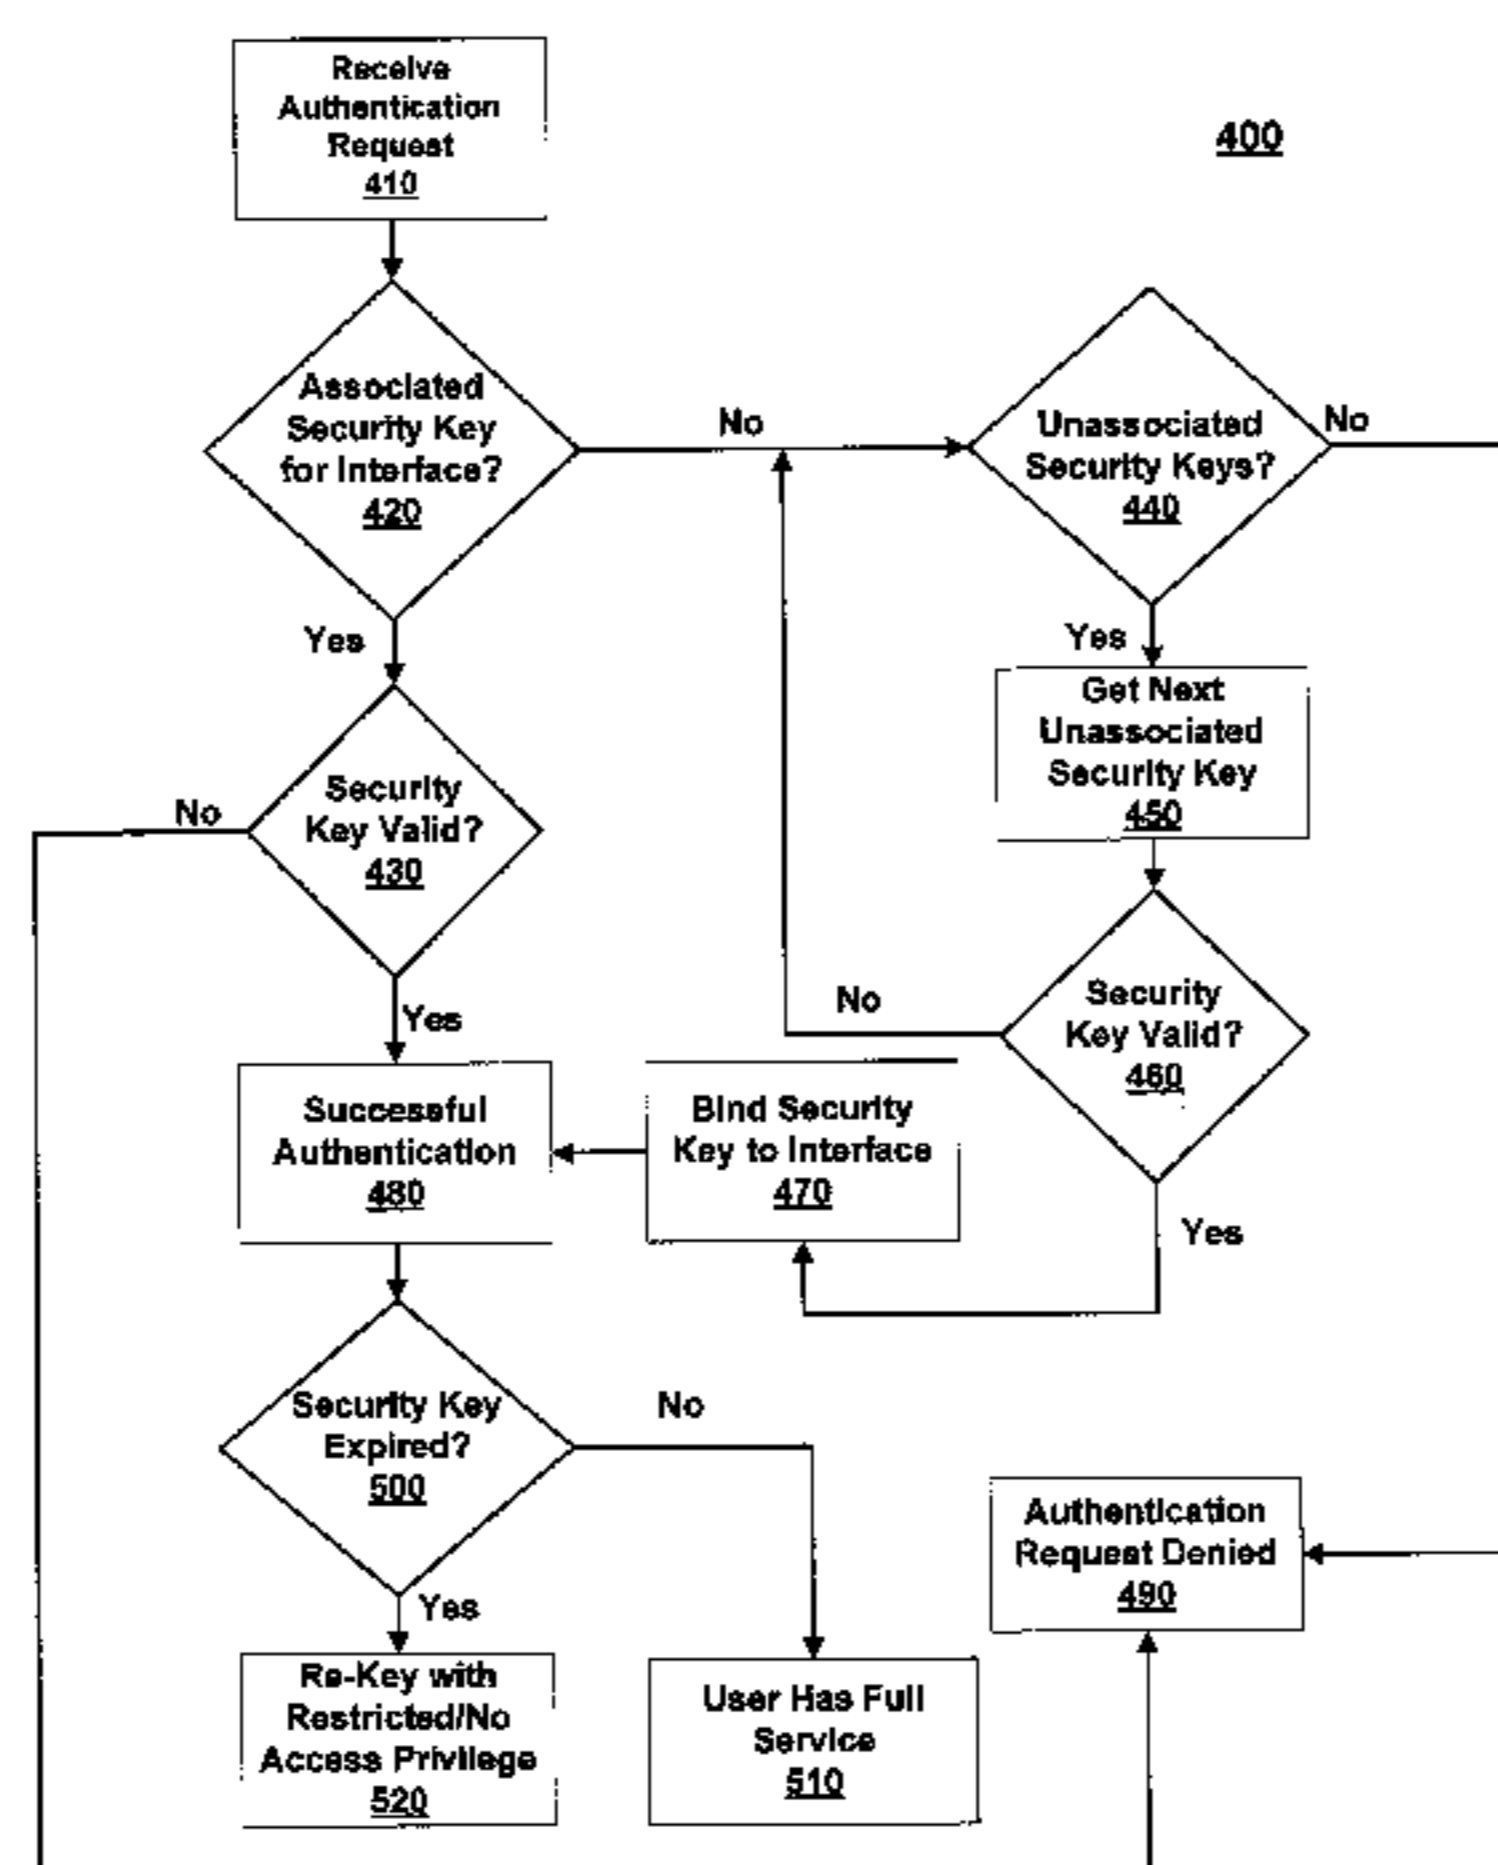 Receive
Authentication
Request
410
400
Associated
Security Key
for Interface?
420
No
Unassociated
Security Keys?
440
No
Yes
Yes
Get Next
Unassociated
Security Key
450
Security
Key Valid?
430
No
Yes
Security
Key Valid?
460
No
Yes
Successful
Authentication
480
Bind Security
Key to Interface
470
Security Key
Expired?
500
No
Yes
Authentication
Request Denied
490
Re-Key with
Restricted/No
Access Privilege
520
User Has Full
Service
510